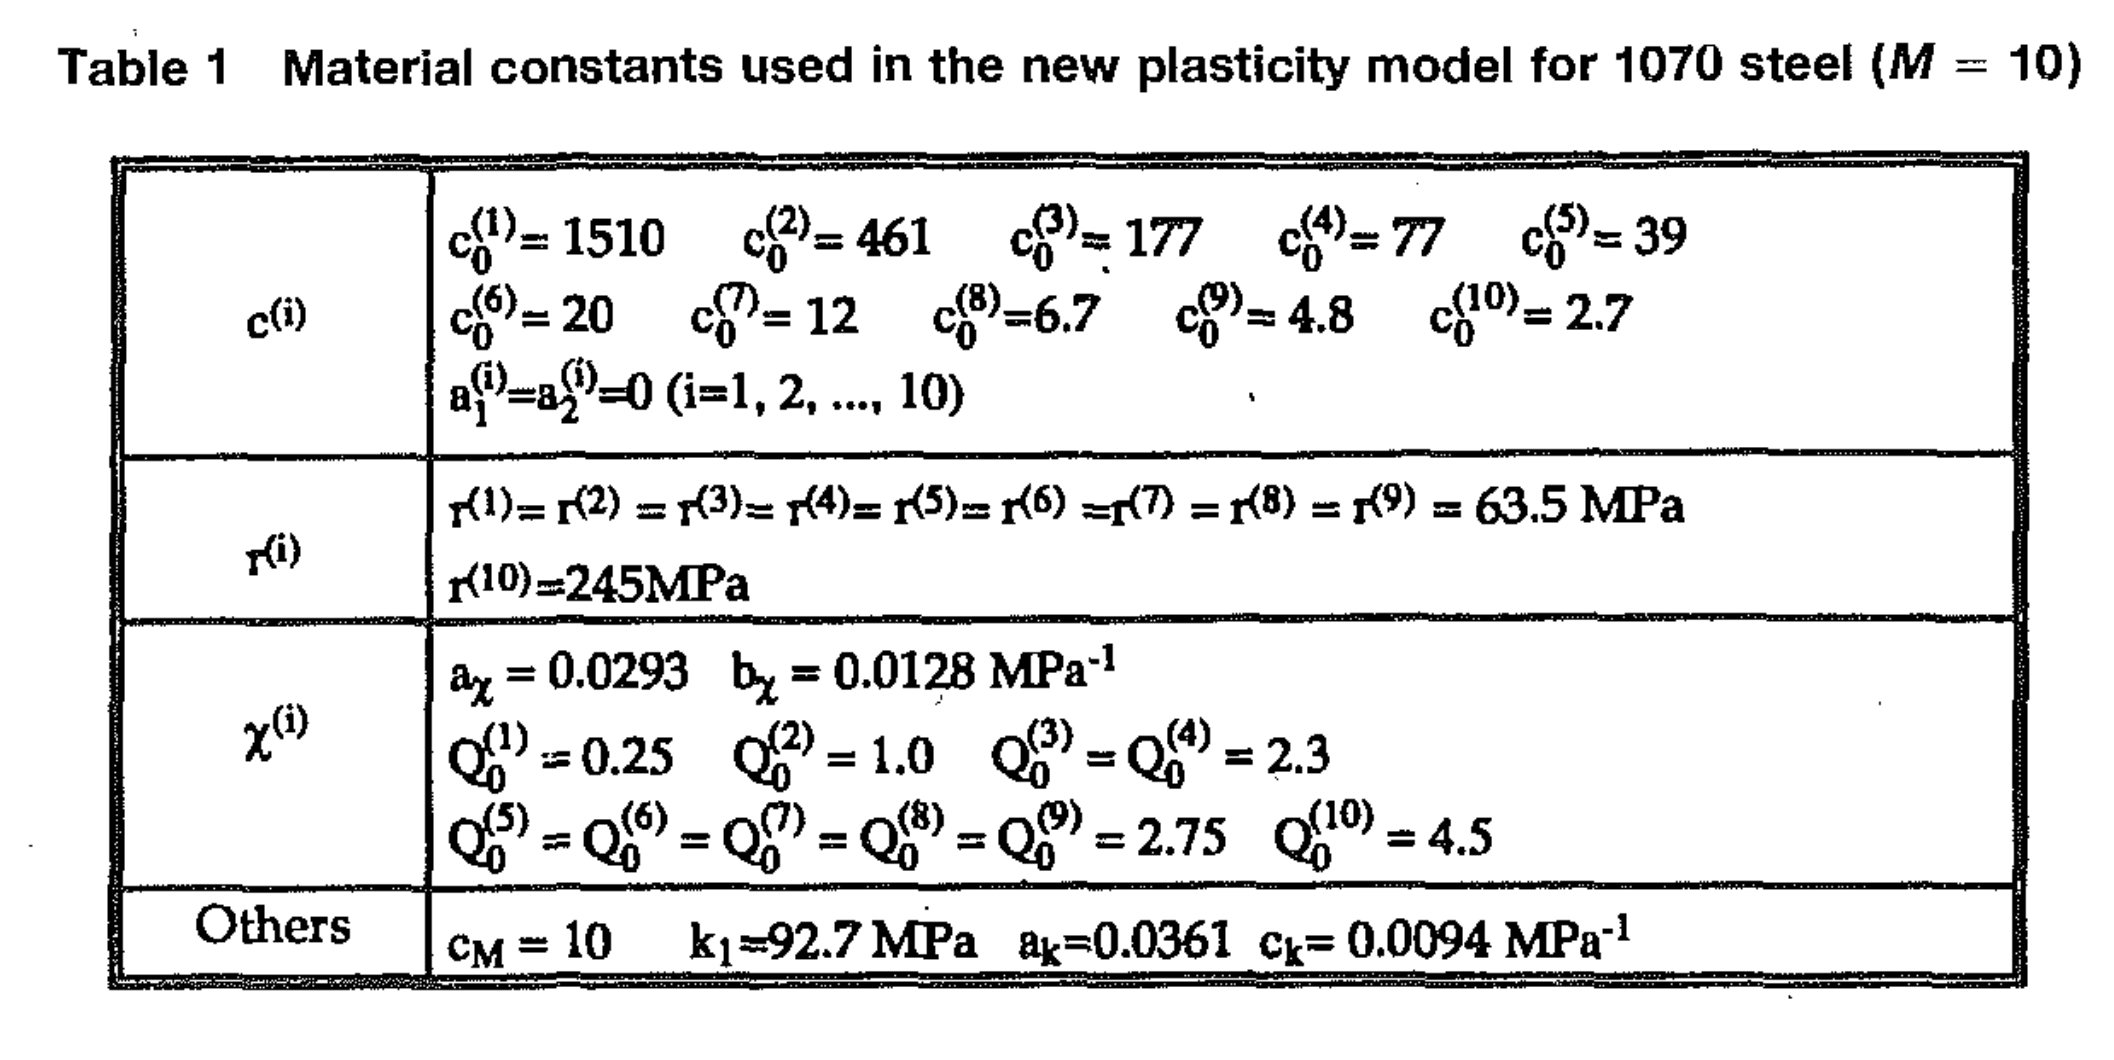 Table 1 Material constants used in the new plasticity model for 1070 steel (M = 10)
c⁽ⁱ⁾
c₀⁽¹⁾= 1510 c₀⁽²⁾= 461 c₀⁽³⁾= 177 c₀⁽⁴⁾= 77 c₀⁽⁵⁾= 39
c₀⁽⁶⁾= 20 c₀⁽⁷⁾= 12 c₀⁽⁸⁾=6.7 c₀⁽⁹⁾= 4.8 c₀⁽¹⁰⁾= 2.7
a₁⁽ⁱ⁾=a₂⁽ⁱ⁾=0 (i=1, 2, ..., 10)
r⁽ⁱ⁾
r⁽¹⁾= r⁽²⁾ = r⁽³⁾= r⁽⁴⁾= r⁽⁵⁾= r⁽⁶⁾ =r⁽⁷⁾ = r⁽⁸⁾ = r⁽⁹⁾ = 63.5 MPa
r⁽¹⁰⁾=245MPa
χ⁽ⁱ⁾
aᵪ = 0.0293 bᵪ = 0.0128 MPa⁻¹
Q₀⁽¹⁾ = 0.25 Q₀⁽²⁾ = 1.0 Q₀⁽³⁾ = Q₀⁽⁴⁾ = 2.3
Q₀⁽⁵⁾ = Q₀⁽⁶⁾ = Q₀⁽⁷⁾ = Q₀⁽⁸⁾ = Q₀⁽⁹⁾ = 2.75 Q₀⁽¹⁰⁾ = 4.5
Others
c_M = 10 k₁=92.7 MPa aₖ=0.0361 cₖ= 0.0094 MPa⁻¹